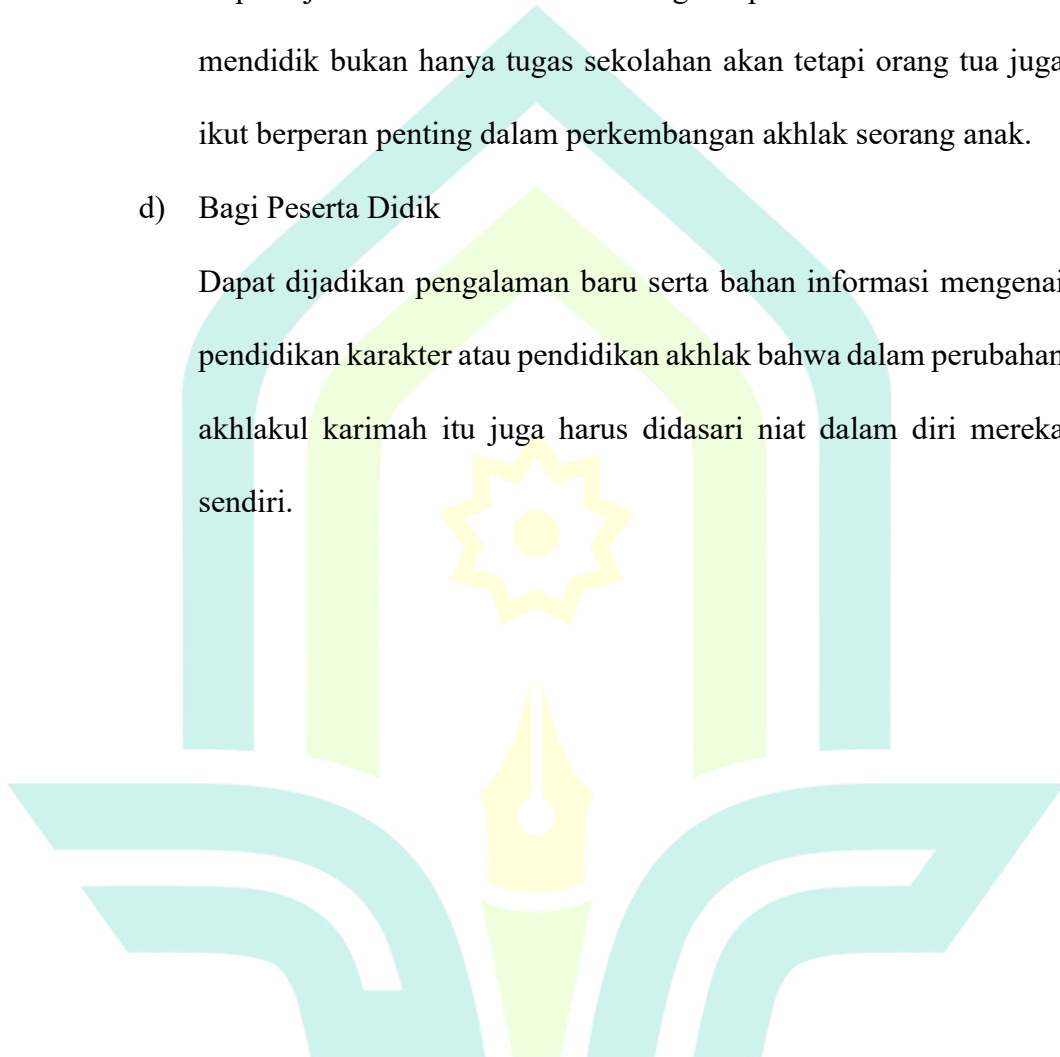 mendidik bukan hanya tugas sekolahan akan tetapi orang tua juga
ikut berperan penting dalam perkembangan akhlak seorang anak.
d) Bagi Peserta Didik
Dapat dijadikan pengalaman baru serta bahan informasi mengenai
pendidikan karakter atau pendidikan akhlak bahwa dalam perubahan
akhlakul karimah itu juga harus didasari niat dalam diri mereka
sendiri.